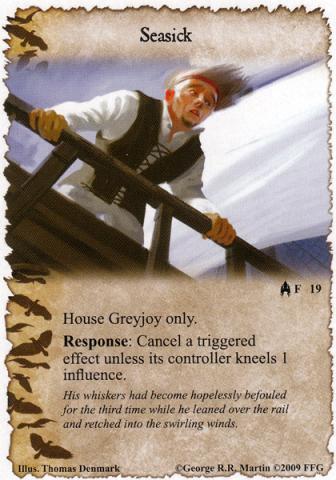 Seasick
F 19
House Greyjoy only.
Response: Cancel a triggered
effect unless its controller kneels 1
influence.
His whiskers had become hopelessly befouled
for the third time while he leaned over the rail
and retched into the swirling winds.
Illus. Thomas Denmark ©George R.R. Martin ©2009 FFG